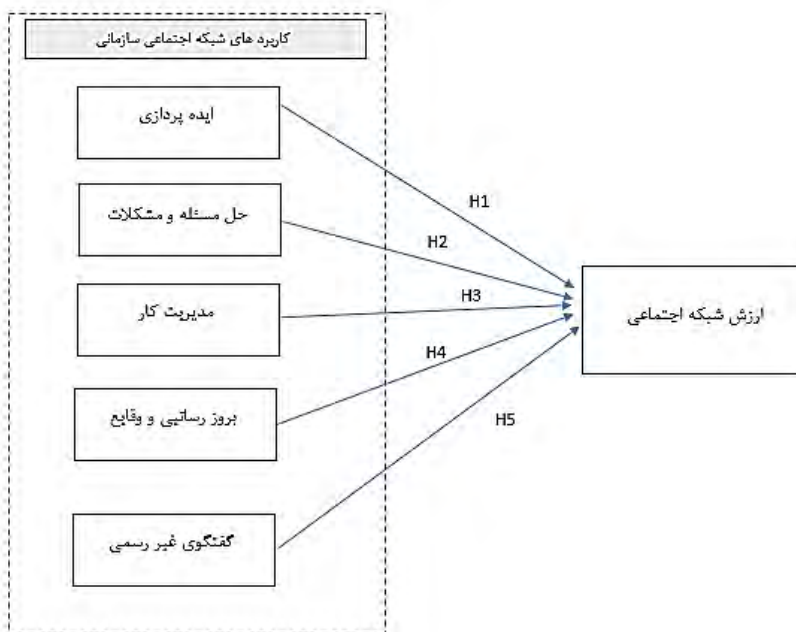 کاربرد های شبکه اجتماعی سازمانی
ایده پردازی
حل مسئله و مشکلات
مدیریت کار
بروز رسانیی و وقایع
گفتگوی غیر رسمی
H1
H2
H3
H4
H5
ارزش شبکه اجتماعی